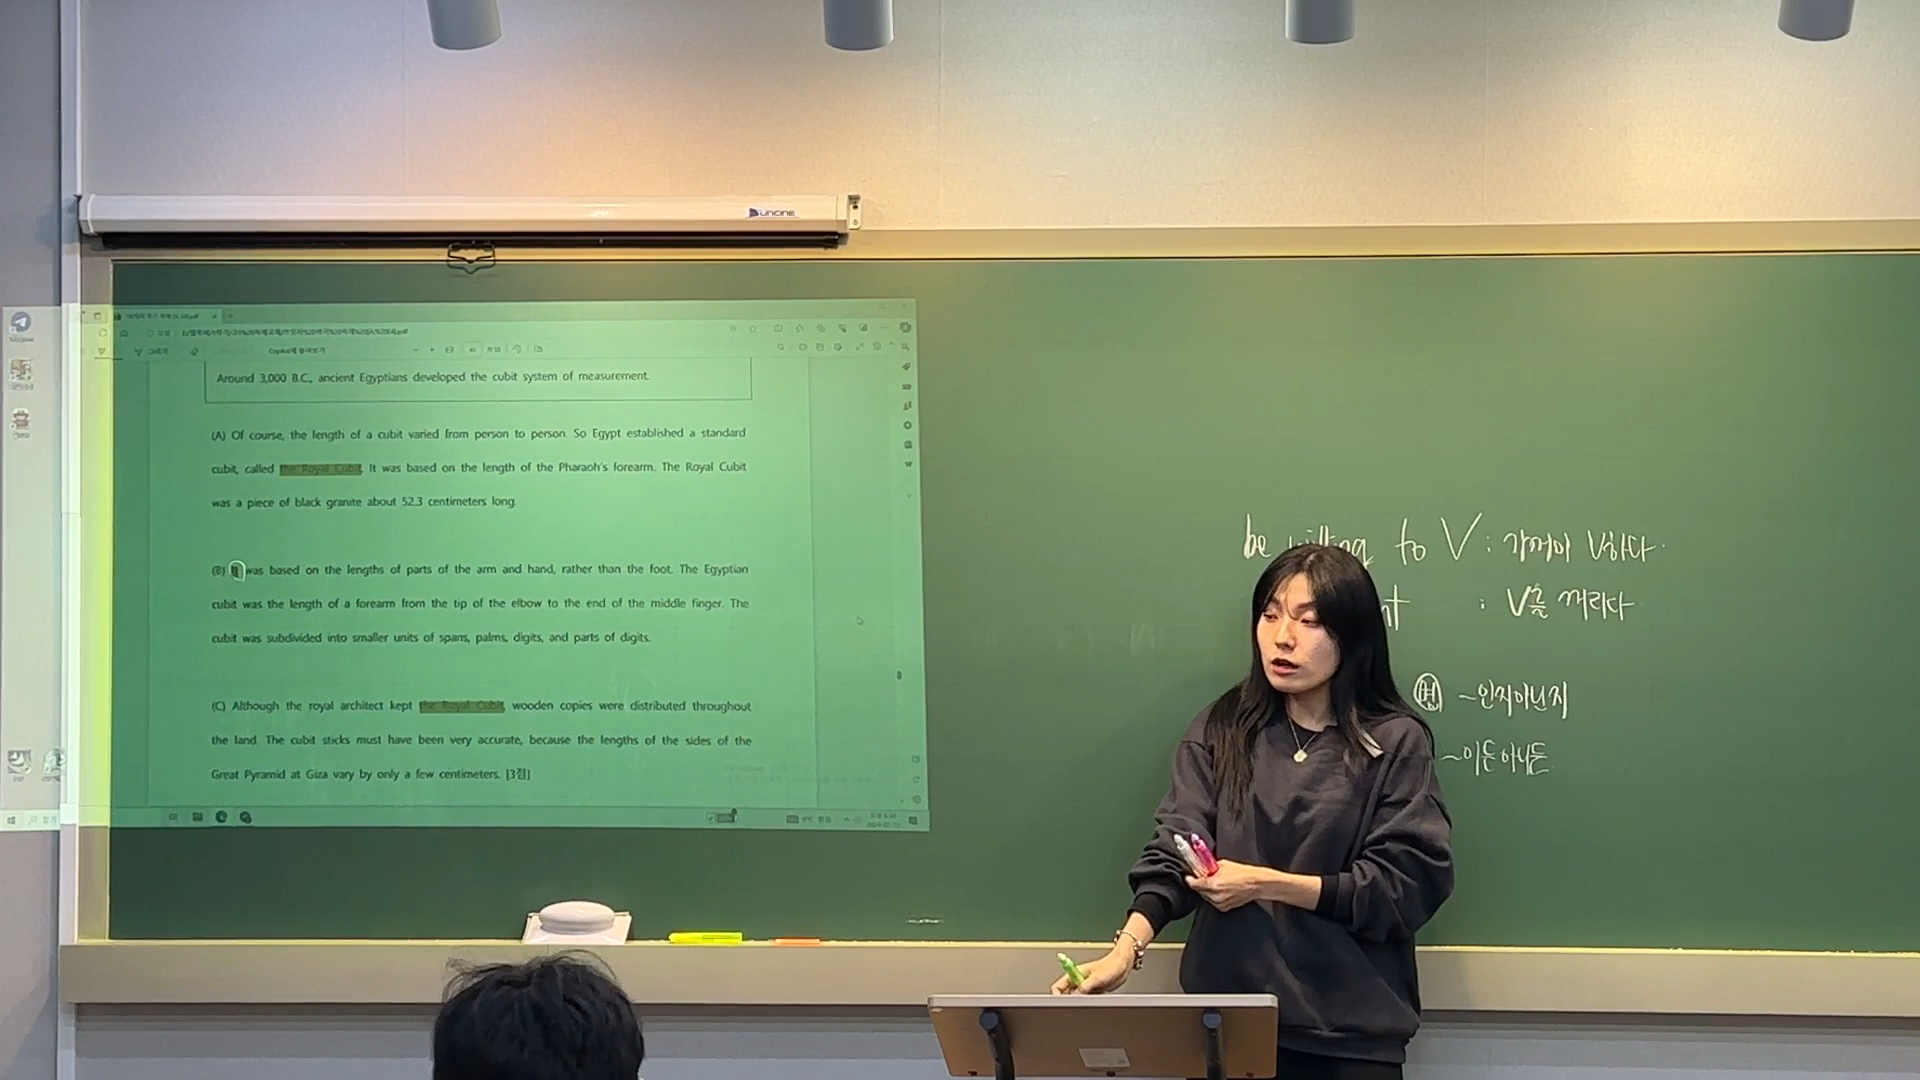 UNCINE
Around 3,000 B.C., ancient Egyptians developed the cubit system of measurement.
(A) Of course, the length of a cubit varied from person to person. So Egypt established a standard
cubit, called the Royal Cubit. It was based on the length of the Pharaoh's forearm. The Royal Cubit
was a piece of black granite about 52.3 centimeters long.
(B) It was based on the lengths of parts of the arm and hand, rather than the foot. The Egyptian
cubit was the length of a forearm from the tip of the elbow to the end of the middle finger. The
cubit was subdivided into smaller units of spans, palms, digits, and parts of digits.
(C) Although the royal architect kept the Royal Cubit, wooden copies were distributed throughout
the land. The cubit sticks must have been very accurate, because the lengths of the sides of the
Great Pyramid at Giza vary by only a few centimeters. [3점]
be willing to V : 기꺼이 V하다.
nt : V를 꺼리다
명 ~인지 아닌지
~이든 아니든